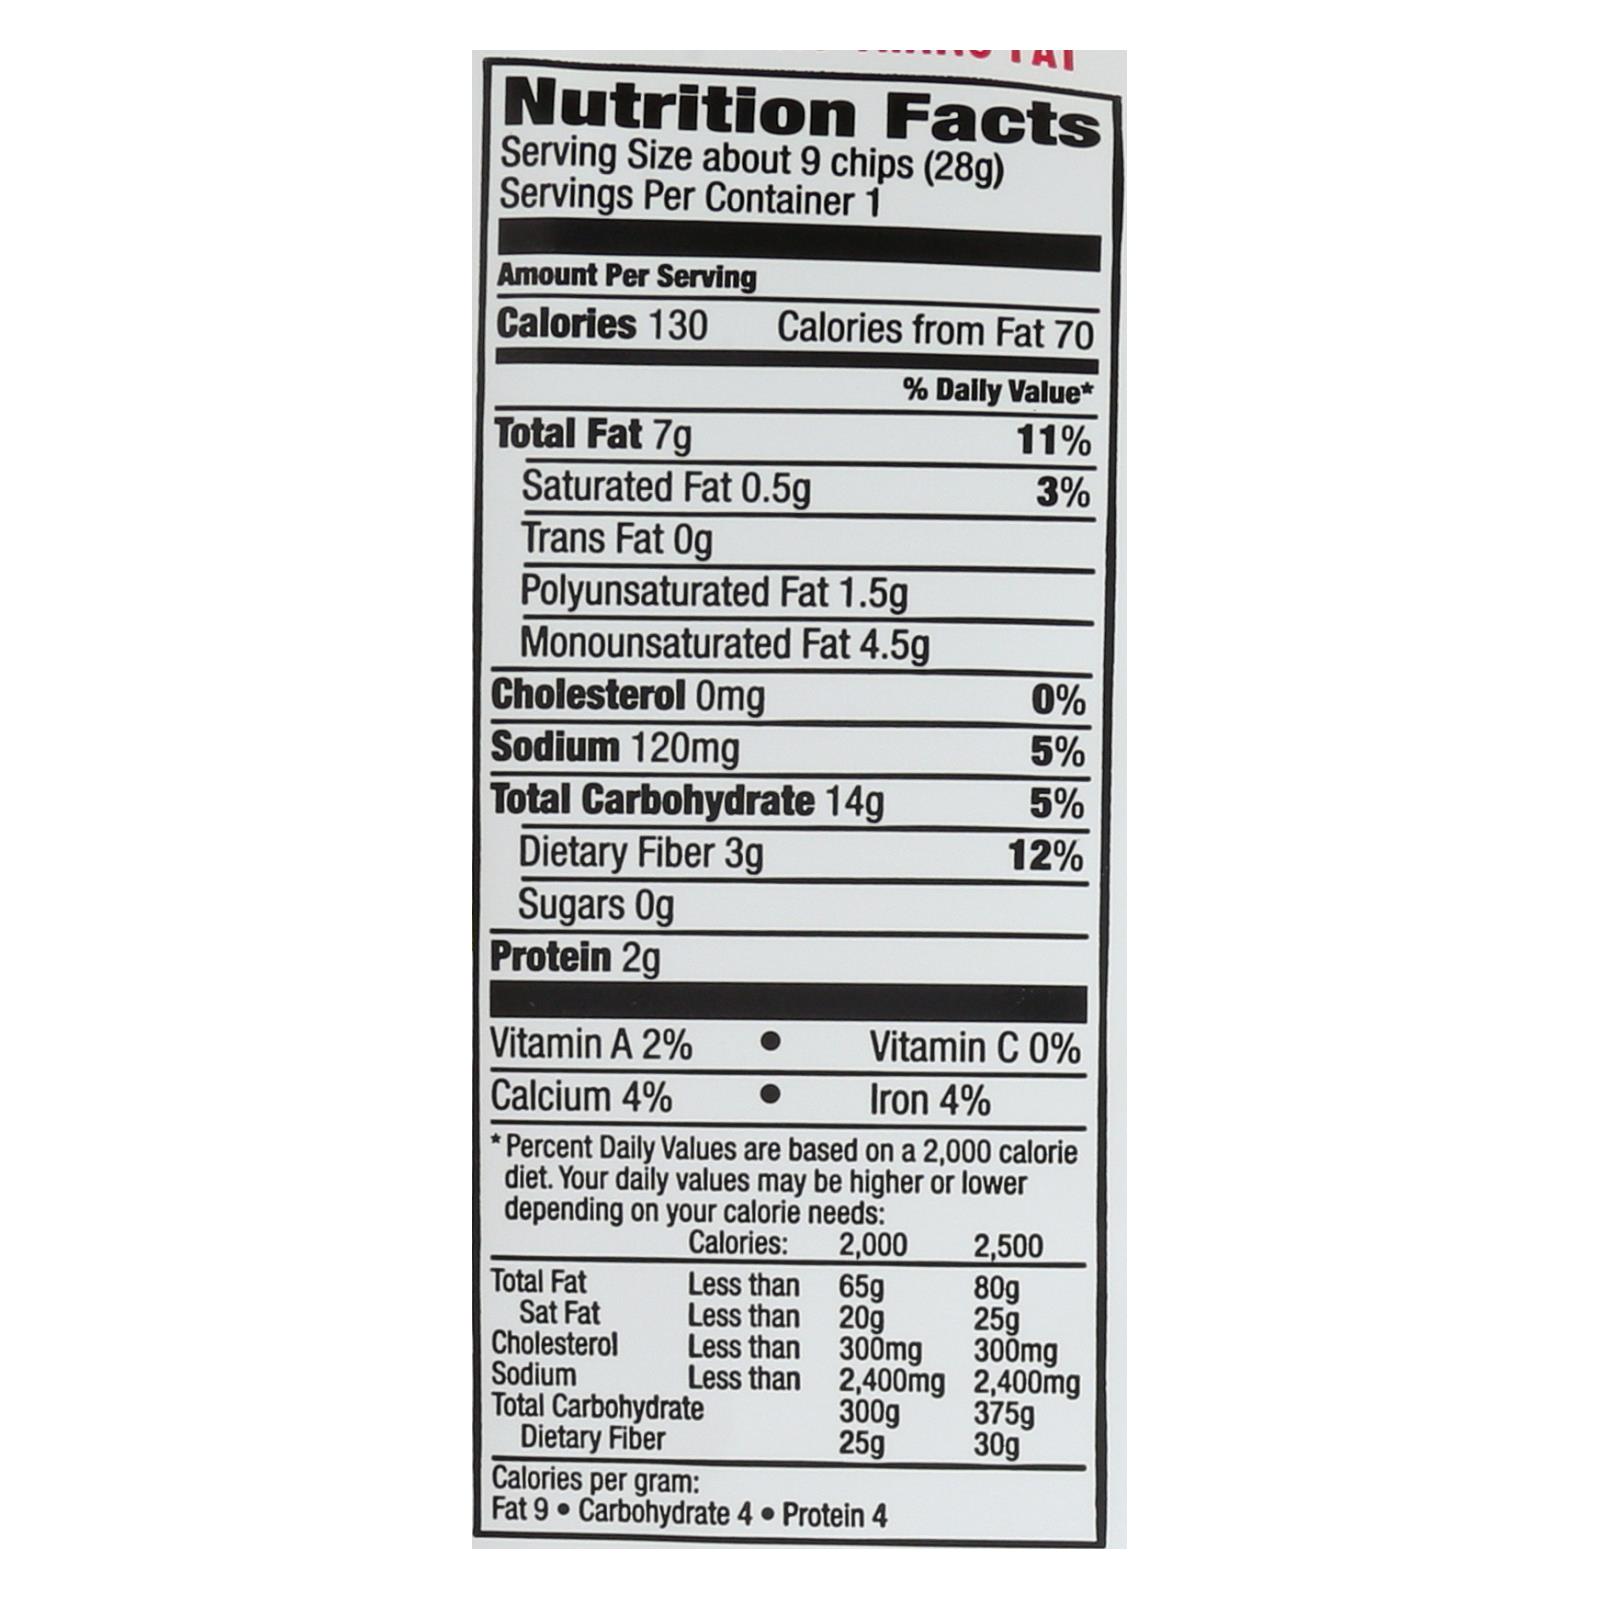 FAT
Nutrition Facts
Serving Size about 9 chips (28g)
Servings Per Container 1
Amount Per Serving
Calories 130 Calories from Fat 70
% Daily Value*
Total Fat 7g 11%
Saturated Fat 0.5g 3%
Trans Fat 0g
Polyunsaturated Fat 1.5g
Monounsaturated Fat 4.5g
Cholesterol 0mg 0%
Sodium 120mg 5%
Total Carbohydrate 14g 5%
Dietary Fiber 3g 12%
Sugars 0g
Protein 2g
Vitamin A 2% • Vitamin C 0%
Calcium 4% • Iron 4%
* Percent Daily Values are based on a 2,000 calorie
diet. Your daily values may be higher or lower
depending on your calorie needs:
Calories: 2,000 2,500
Total Fat Less than 65g 80g
Sat Fat Less than 20g 25g
Cholesterol Less than 300mg 300mg
Sodium Less than 2,400mg 2,400mg
Total Carbohydrate 300g 375g
Dietary Fiber 25g 30g
Calories per gram:
Fat 9 • Carbohydrate 4 • Protein 4